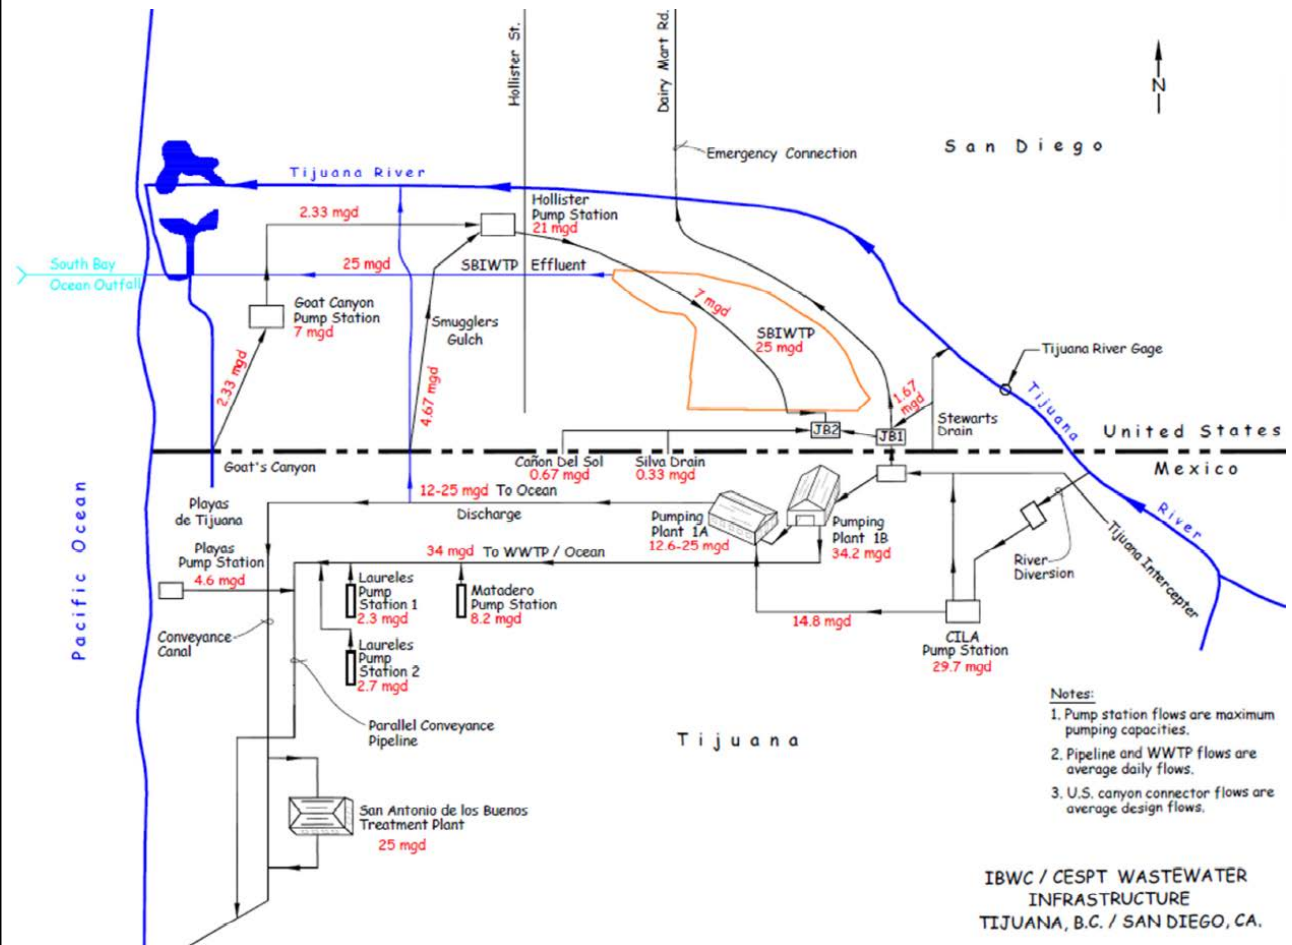 Hollister St.
Dairy Mart Rd.
N
San Diego
Emergency Connection
Tijuana River
2.33 mgd
Hollister
Pump Station
21 mgd
South Bay
Ocean Outfall
25 mgd
SBIWTP Effluent
Goat Canyon
Pump Station
7 mgd
Smugglers
Gulch
7 mgd
SBIWTP
25 mgd
Tijuana River Gage
2.33 mgd
4.67 mgd
1.67
mgd
Stewarts
Drain
Tijuana
River
JB2
JB1
United States
Mexico
Goat's Canyon
Cañon Del Sol
0.67 mgd
Silva Drain
0.33 mgd
Playas
de Tijuana
12-25 mgd To Ocean
Discharge
Pumping
Plant 1A
12.6-25 mgd
Pumping
Plant 1B
34.2 mgd
Pacific Ocean
Playas
Pump Station
4.6 mgd
34 mgd To WWTP / Ocean
River
Diversion
Tijuana Intercepter
Laureles
Pump
Station 1
2.3 mgd
Matadero
Pump Station
8.2 mgd
14.8 mgd
CILA
Pump Station
29.7 mgd
Conveyance
Canal
Laureles
Pump
Station 2
2.7 mgd
Parallel Conveyance
Pipeline
Tijuana
Notes:
1. Pump station flows are maximum
pumping capacities.
2. Pipeline and WWTP flows are
average daily flows.
3. U.S. canyon connector flows are
average design flows.
San Antonio de los Buenos
Treatment Plant
25 mgd
IBWC / CESPT WASTEWATER
INFRASTRUCTURE
TIJUANA, B.C. / SAN DIEGO, CA.